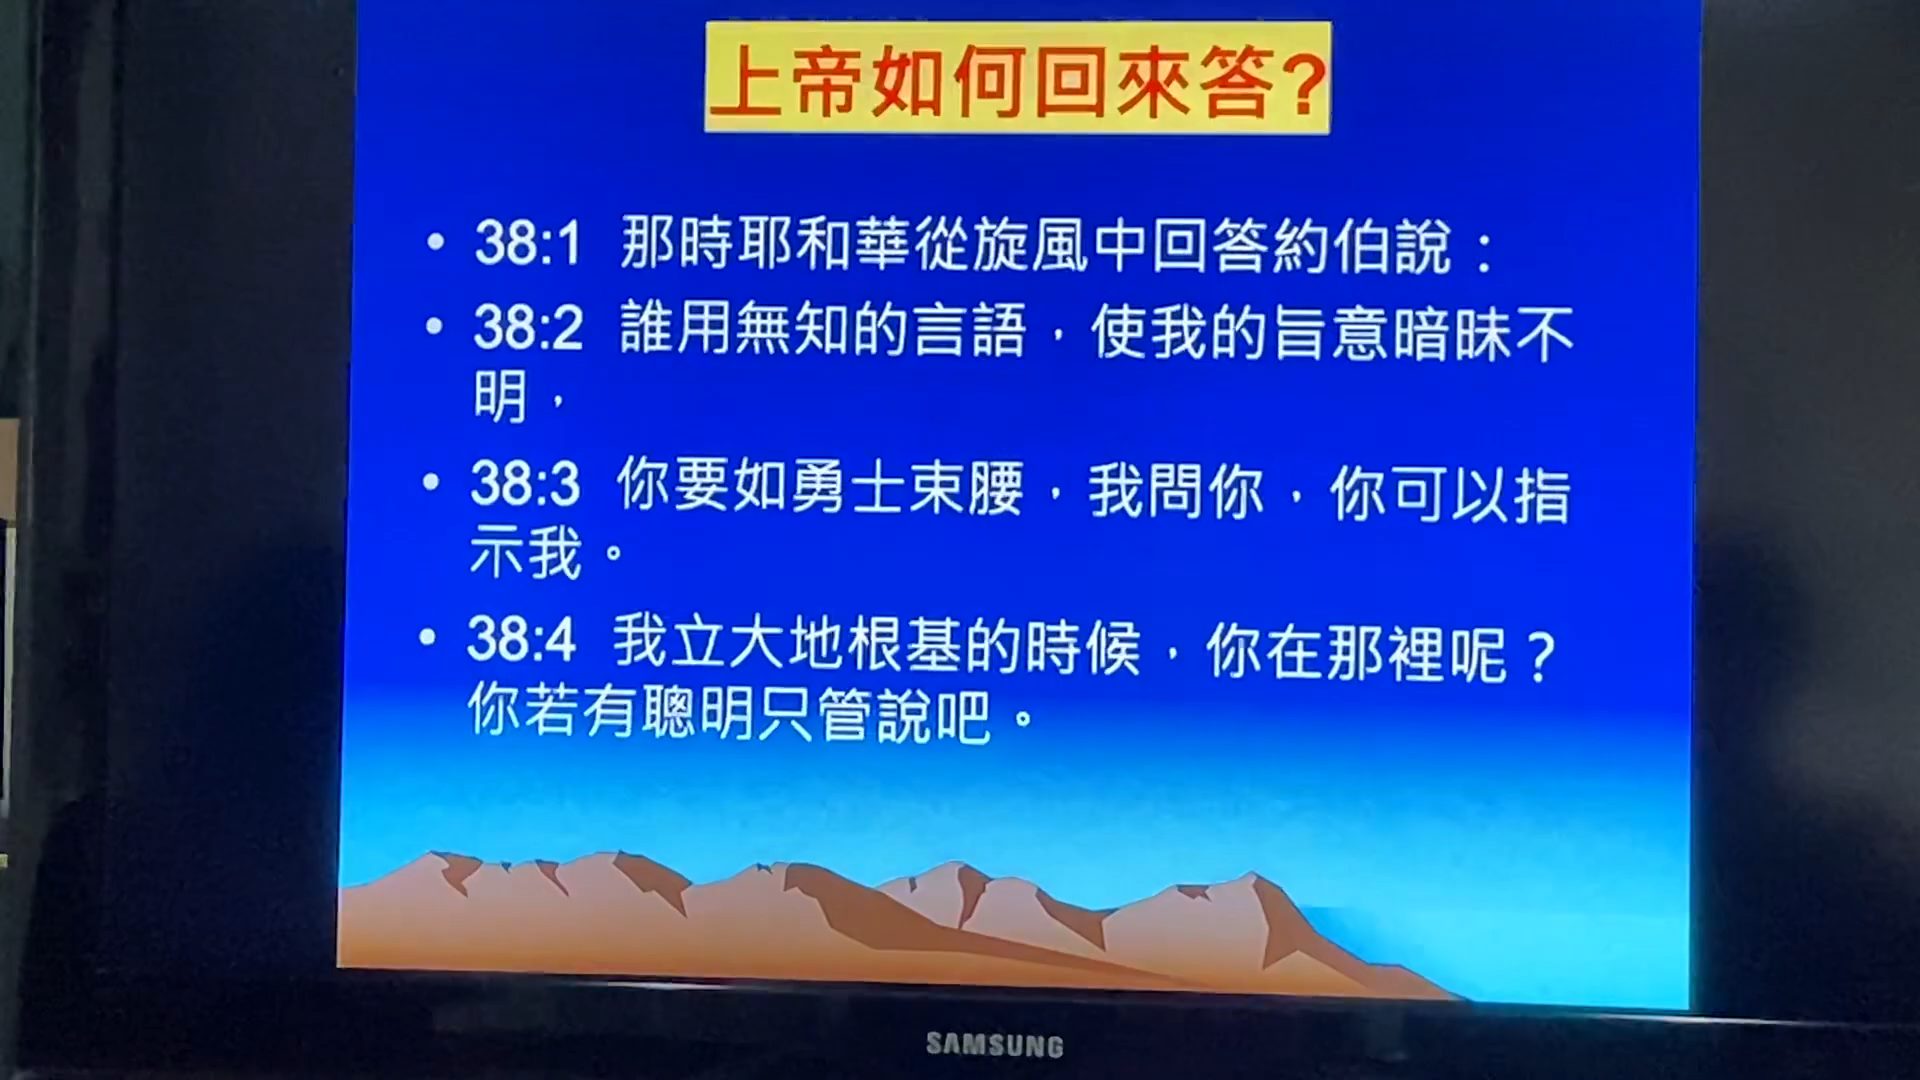 上帝如何回來答?
• 38:1 那時耶和華從旋風中回答約伯說：
• 38:2 誰用無知的言語，使我的旨意暗昧不
明，
• 38:3 你要如勇士束腰，我問你，你可以指
示我。
• 38:4 我立大地根基的時候，你在那裡呢？
你若有聰明只管說吧。
SAMSUNG